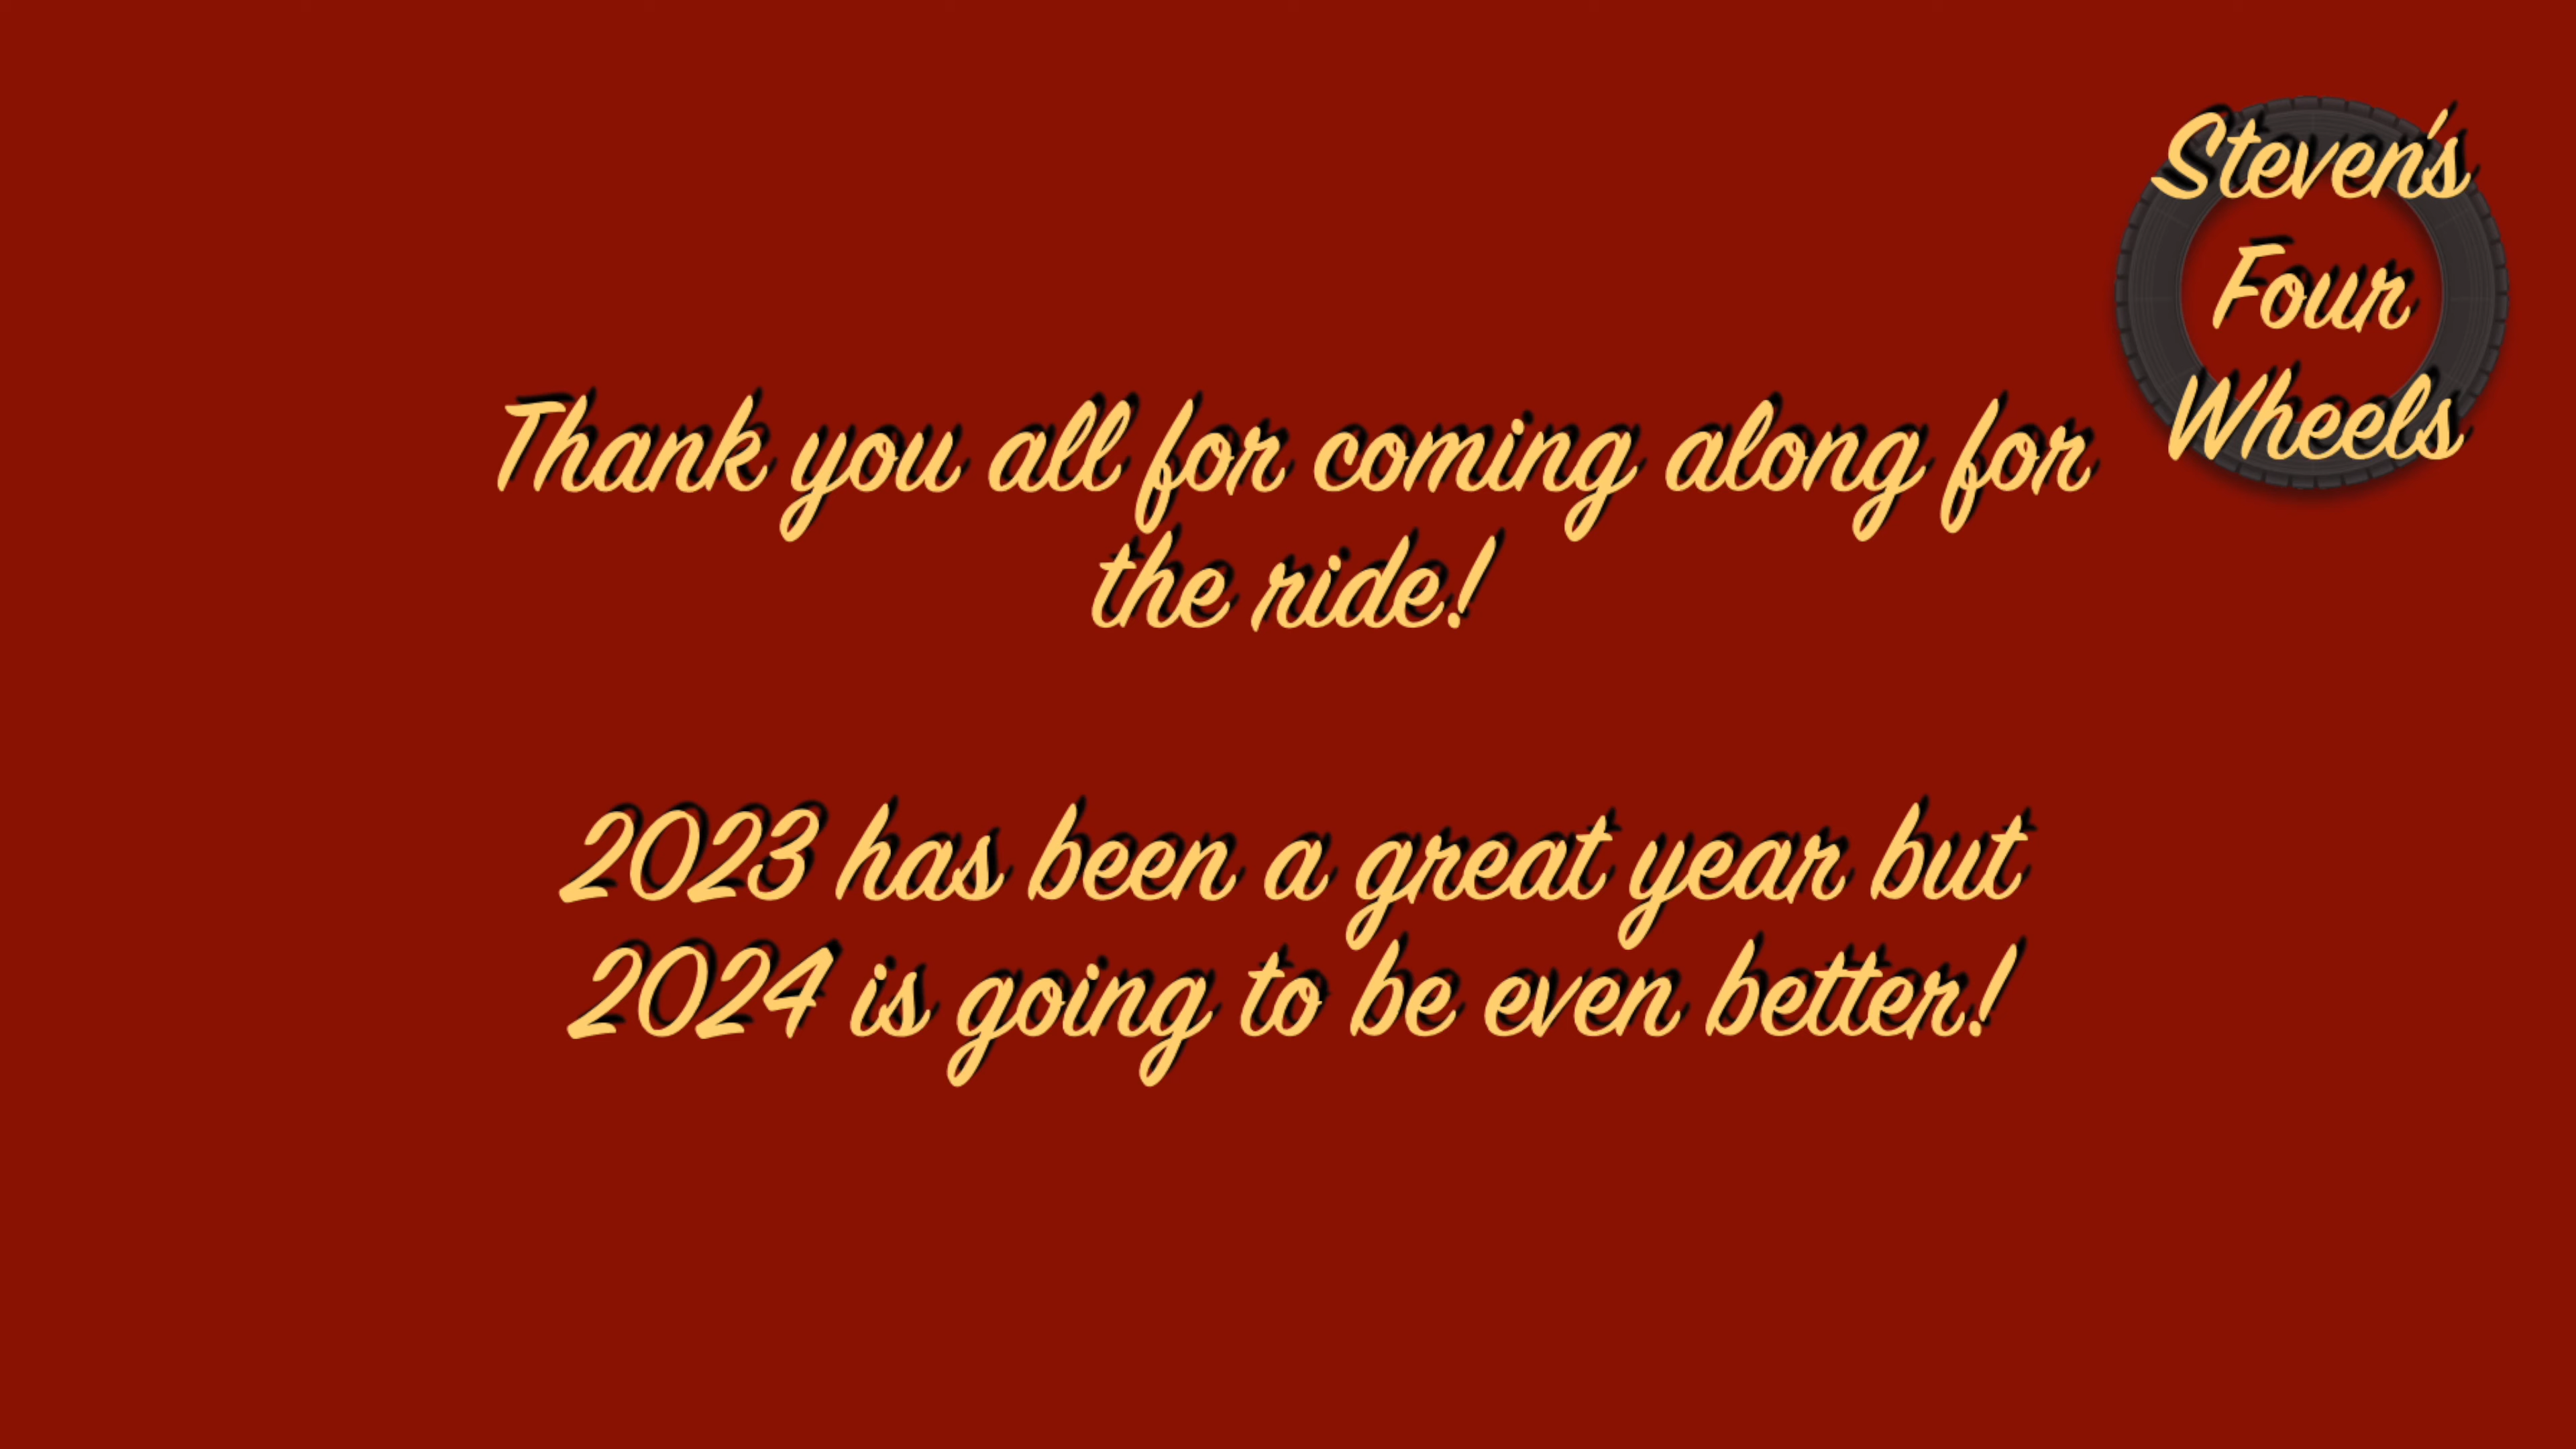 Steven's
Four
Wheels
Thank you all for coming along for
the ride!
2023 has been a great year but
2024 is going to be even better!